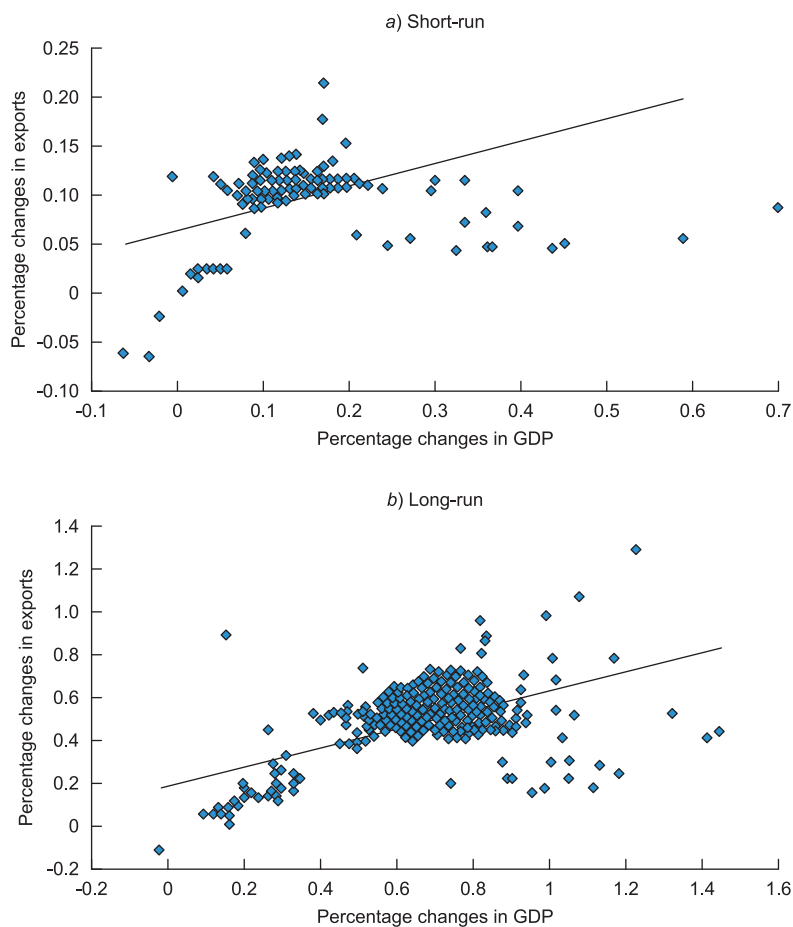 a) Short-run
Percentage changes in exports
0.25
0.20
0.15
0.10
0.05
0
-0.05
-0.10
-0.1 0 0.1 0.2 0.3 0.4 0.5 0.6 0.7
Percentage changes in GDP
b) Long-run
Percentage changes in exports
1.4
1.2
1.0
0.8
0.6
0.4
0.2
0
-0.2
-0.2 0 0.2 0.4 0.6 0.8 1 1.2 1.4 1.6
Percentage changes in GDP